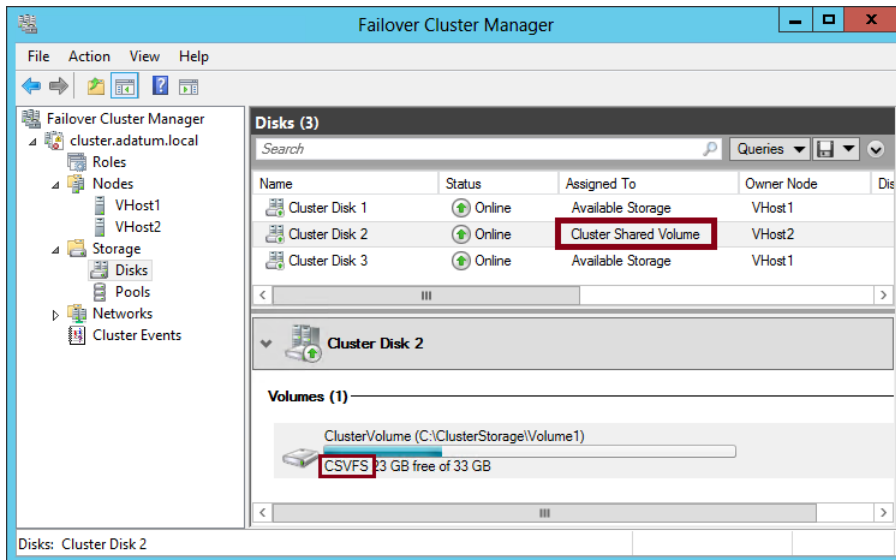 Failover Cluster Manager
File Action View Help
Failover Cluster Manager
cluster.adatum.local
Roles
Nodes
VHost1
VHost2
Storage
Disks
Pools
Networks
Cluster Events
Disks (3)
Search
Queries
Name Status Assigned To Owner Node Dis
Cluster Disk 1 Online Available Storage VHost1
Cluster Disk 2 Online Cluster Shared Volume VHost2
Cluster Disk 3 Online Available Storage VHost1
Cluster Disk 2
Volumes (1)
ClusterVolume (C:\ClusterStorage\Volume1)
CSVFS 23 GB free of 33 GB
Disks: Cluster Disk 2